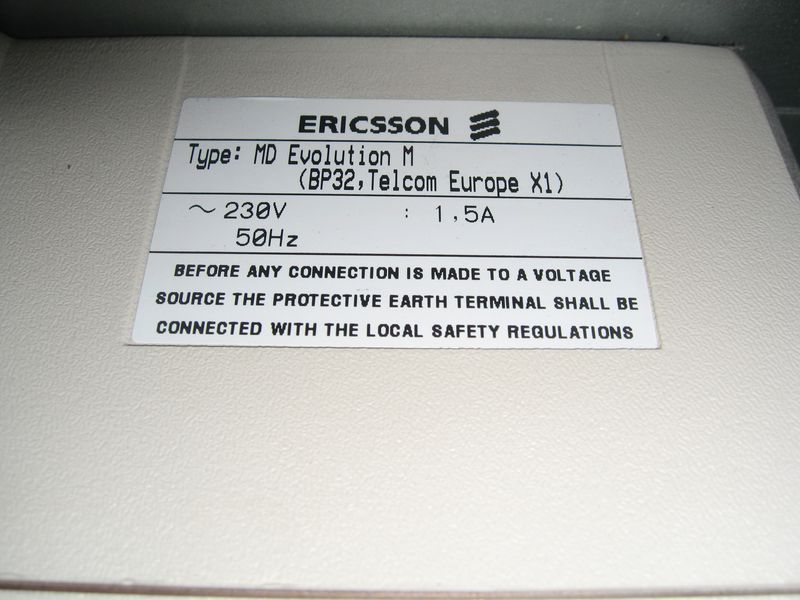 ERICSSON
Type: MD Evolution M
(BP32,Telcom Europe X1)
~ 230V : 1,5A
50Hz
BEFORE ANY CONNECTION IS MADE TO A VOLTAGE
SOURCE THE PROTECTIVE EARTH TERMINAL SHALL BE
CONNECTED WITH THE LOCAL SAFETY REGULATIONS